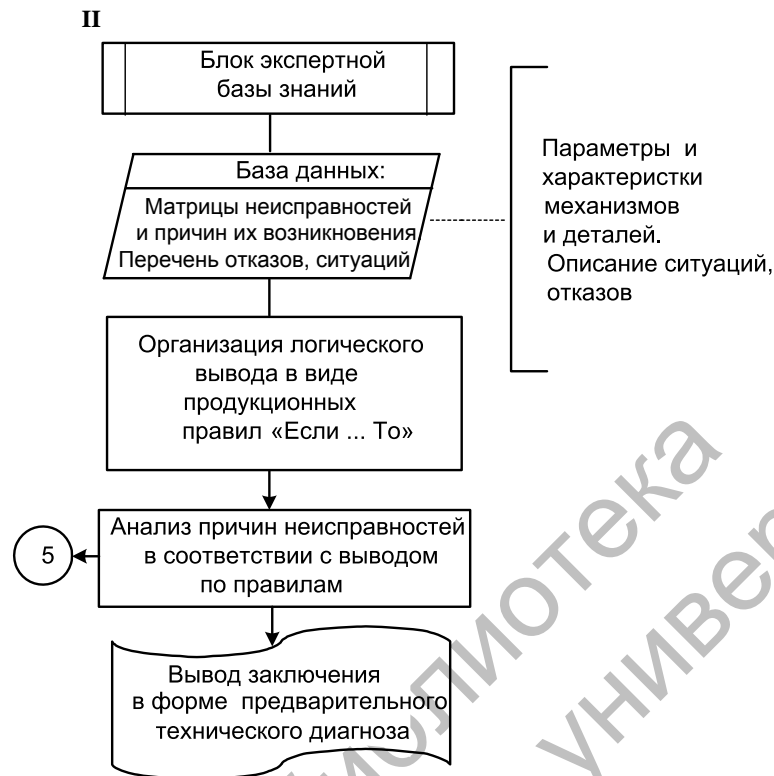 II
Блок экспертной
базы знаний
База данных:
Матрицы неисправностей
и причин их возникновения
Перечень отказов, ситуаций
Параметры и
характеристки
механизмов
и деталей.
Описание ситуаций,
отказов
Организация логического
вывода в виде
продукционных
правил «Если ... То»
Анализ причин неисправностей
в соответствии с выводом
по правилам
5
Вывод заключения
в форме предварительного
технического диагноза